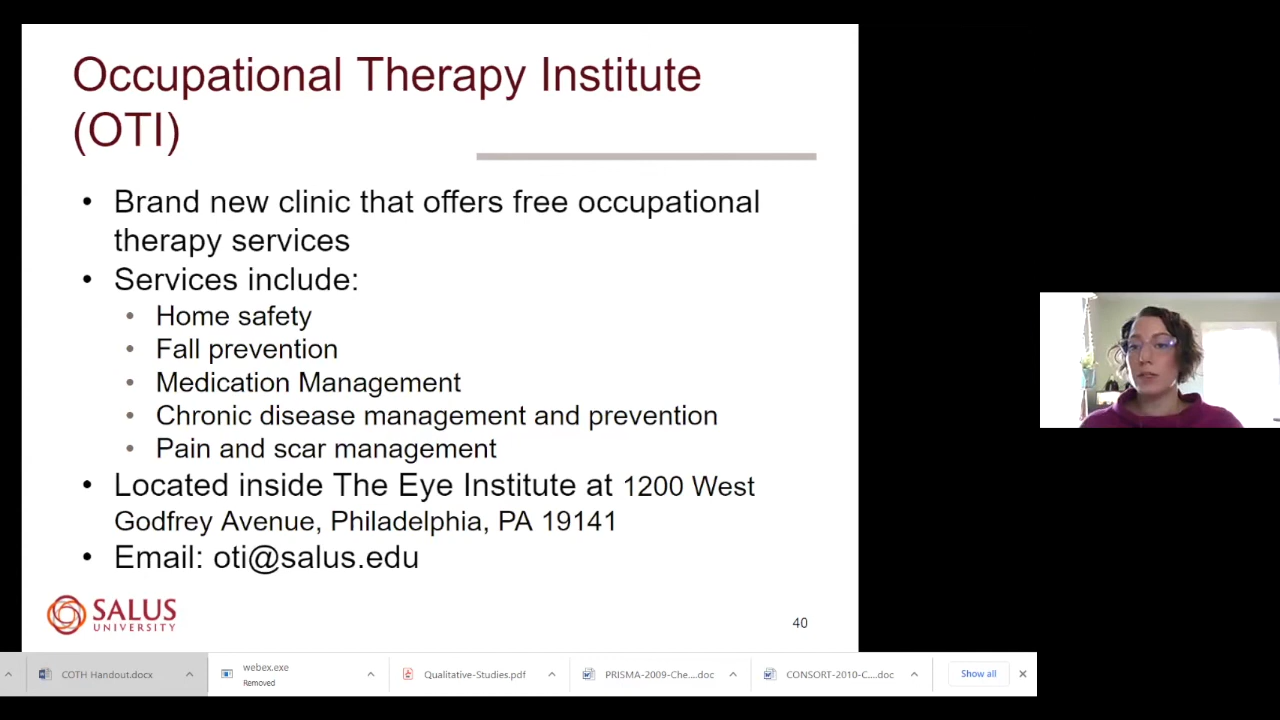 Occupational Therapy Institute
(OTI)
• Brand new clinic that offers free occupational
therapy services
• Services include:
• Home safety
• Fall prevention
• Medication Management
• Chronic disease management and prevention
• Pain and scar management
• Located inside The Eye Institute at 1200 West
Godfrey Avenue, Philadelphia, PA 19141
• Email: oti@salus.edu
SALUS
UNIVERSITY
40
COTH Handout.docx
webex.exe
Removed
Qualitative-Studies.pdf
PRISMA-2009-Che....doc
CONSORT-2010-C....doc
Show all